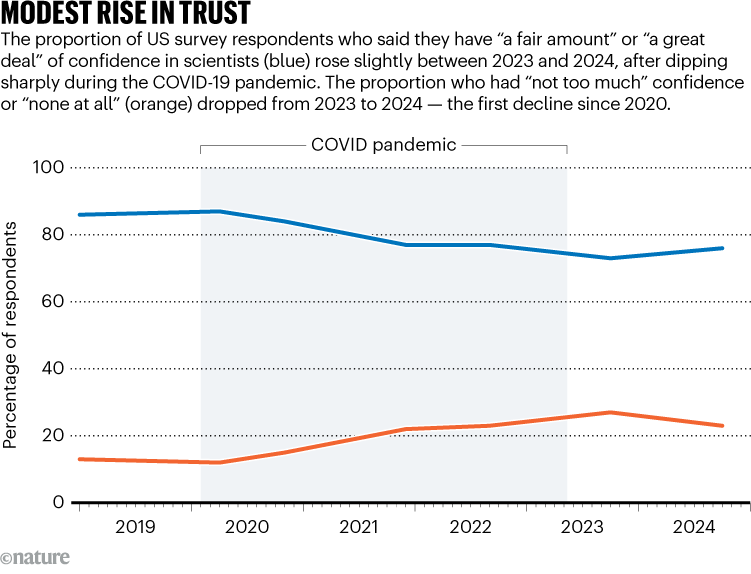 MODEST RISE IN TRUST
The proportion of US survey respondents who said they have “a fair amount” or “a great
deal” of confidence in scientists (blue) rose slightly between 2023 and 2024, after dipping
sharply during the COVID-19 pandemic. The proportion who had “not too much” confidence
or “none at all” (orange) dropped from 2023 to 2024 — the first decline since 2020.
COVID pandemic
Percentage of respondents
100
80
60
40
20
0
2019 2020 2021 2022 2023 2024
©nature